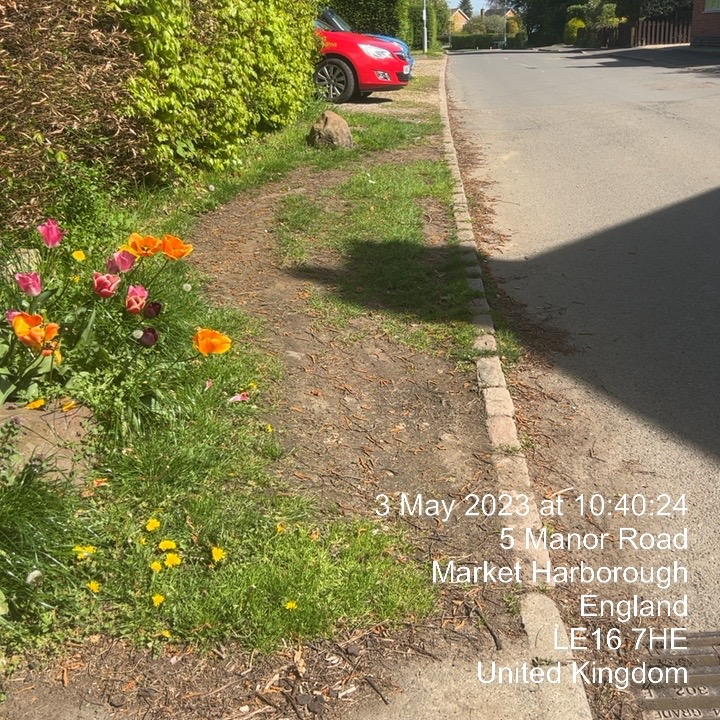 3 May 2023 at 10:40:24
5 Manor Road
Market Harborough
England
LE16 7HE
United Kingdom